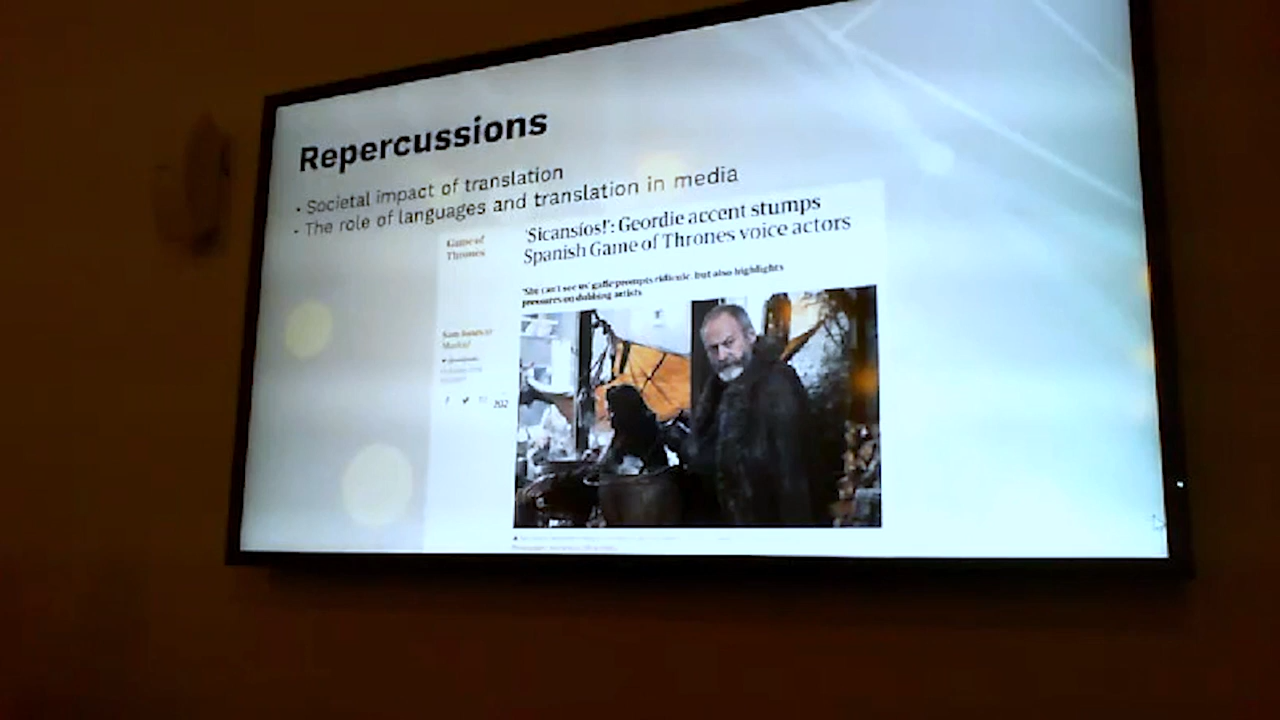 Repercussions
• Societal impact of translation
• The role of languages and translation in media
Game of
Thrones
'Sicansíos!': Geordie accent stumps
Spanish Game of Thrones voice actors
'She can't see us' gaffe prompts ridicule, but also highlights
pressures on dubbing artists
Madrid
202